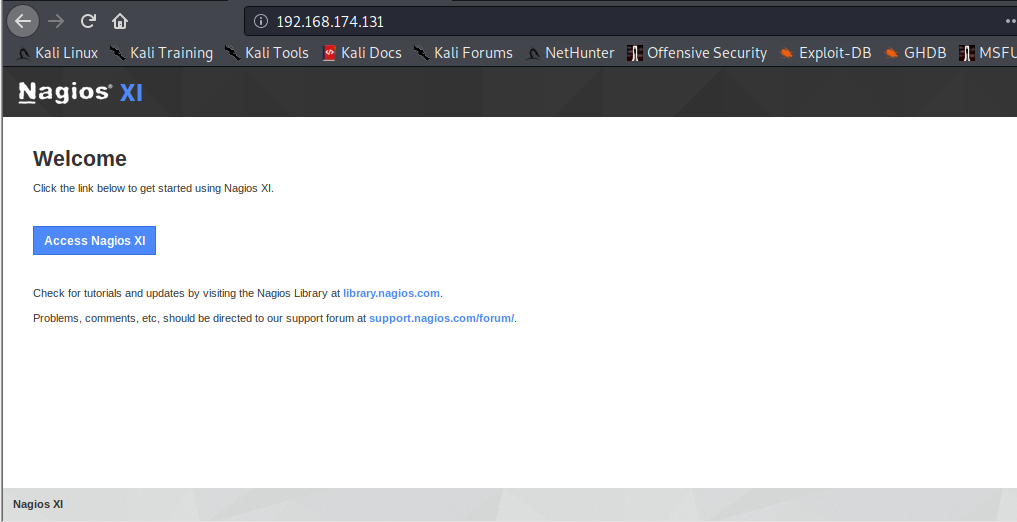 192.168.174.131
Kali Linux Kali Training Kali Tools Kali Docs Kali Forums NetHunter Offensive Security Exploit-DB GHDB MSFU
Nagios® XI
Welcome
Click the link below to get started using Nagios XI.
Access Nagios XI
Check for tutorials and updates by visiting the Nagios Library at library.nagios.com.
Problems, comments, etc, should be directed to our support forum at support.nagios.com/forum/.
Nagios XI